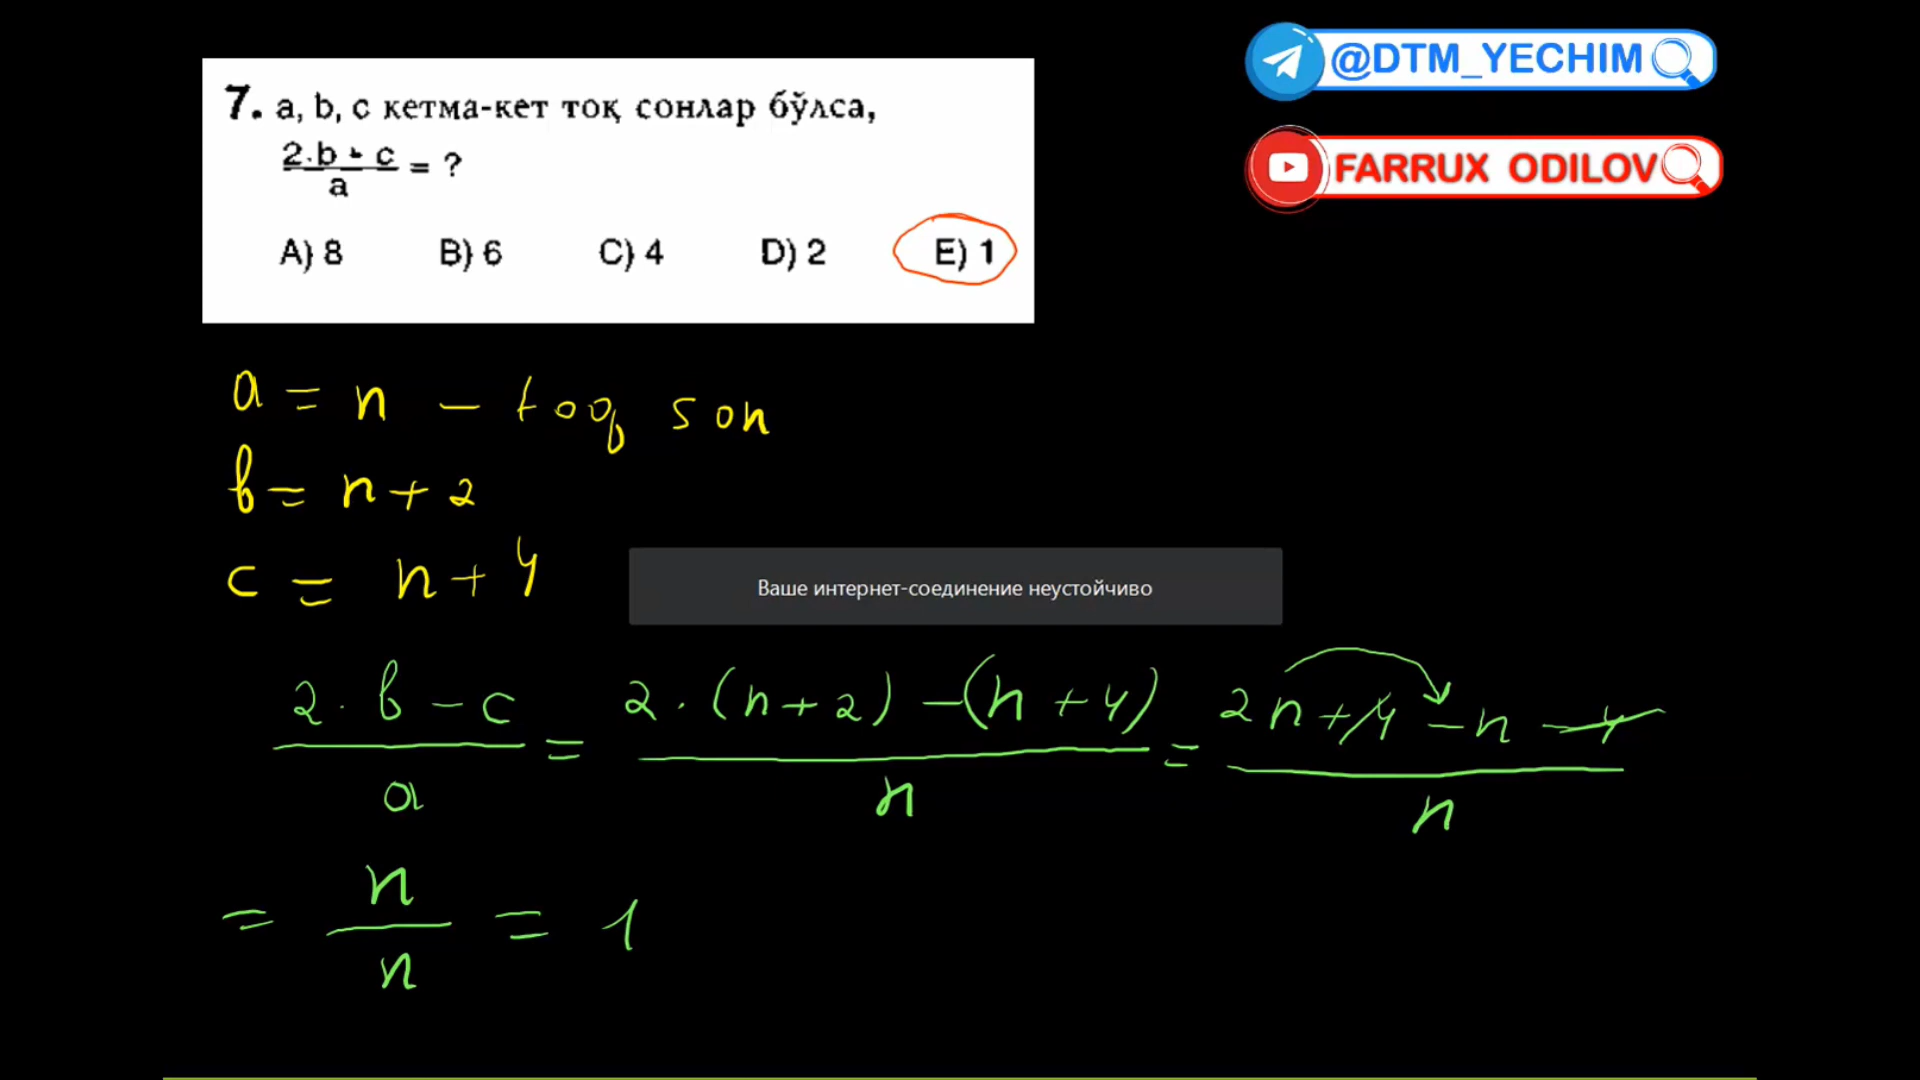 @DTM_YECHIM
FARRUX ODILOV
7. a, b, c кетма-кет тоқ сонлар бўлса,
2·b - c / a = ?
A) 8 B) 6 C) 4 D) 2 E) 1
a = n - toq son
b = n + 2
c = n + 4
Ваше интернет-соединение неустойчиво
2·b - c / a = 2·(n+2) - (n+4) / n = 2n+4 - n - 4 / n
= n / n = 1